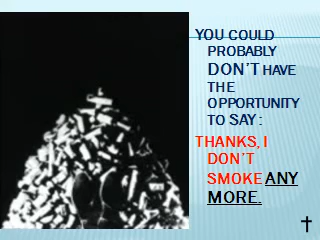 YOU COULD
PROBABLY
DON'T HAVE
THE
OPPORTUNITY
TO SAY :
THANKS, I
DON'T
SMOKE ANY
MORE.